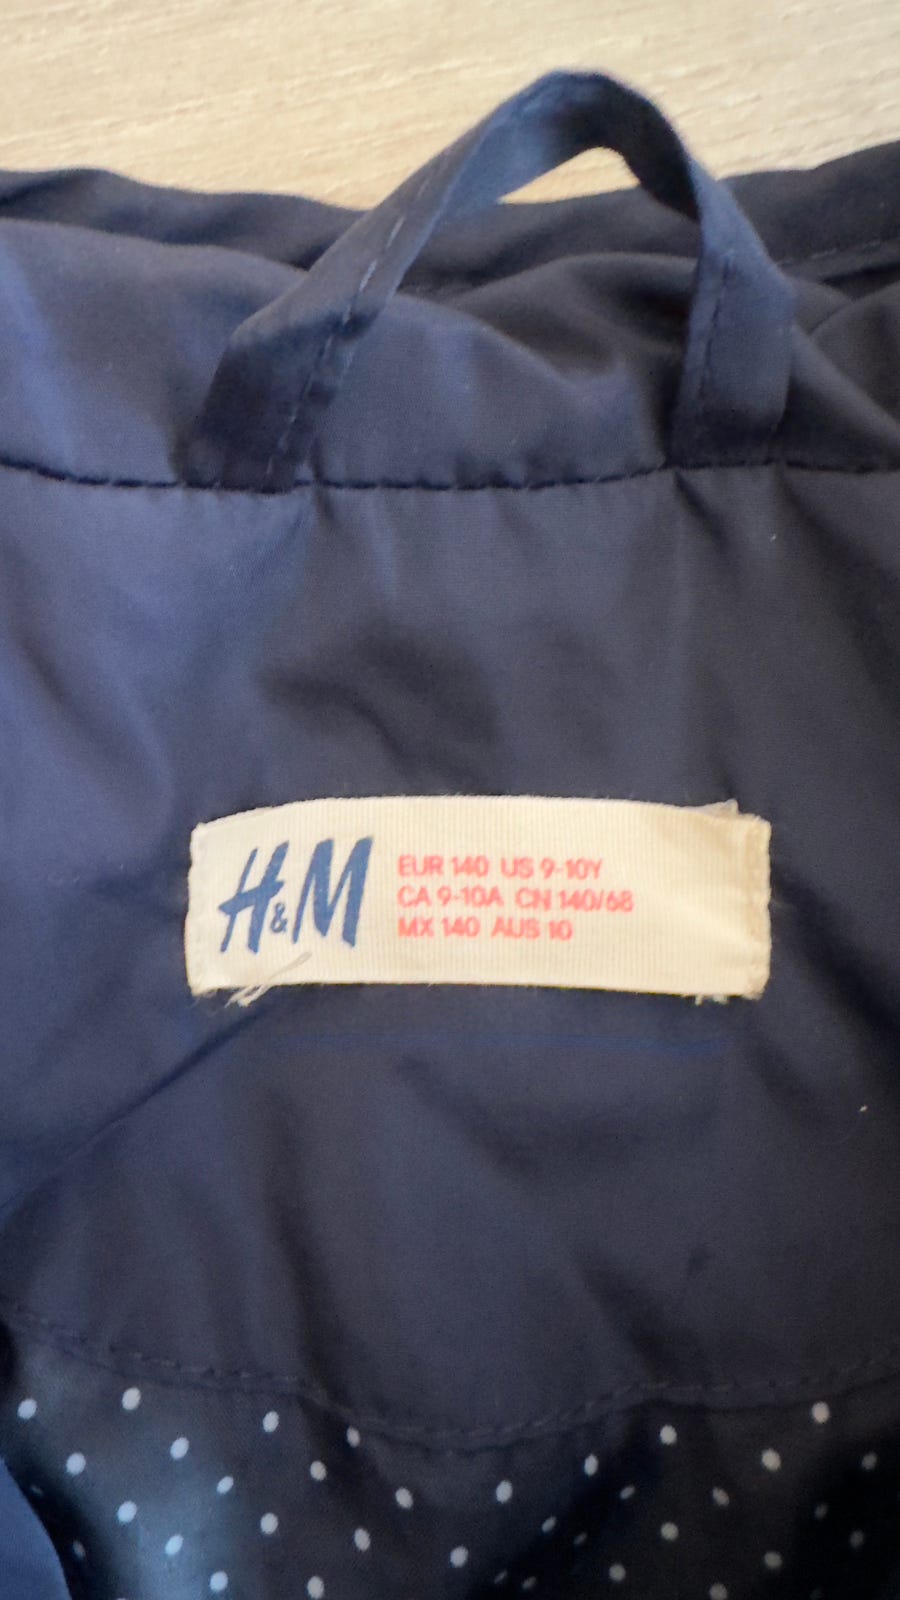 H&M
EUR 140 US 9-10Y
CA 9-10A CN 140/68
MX 140 AUS 10